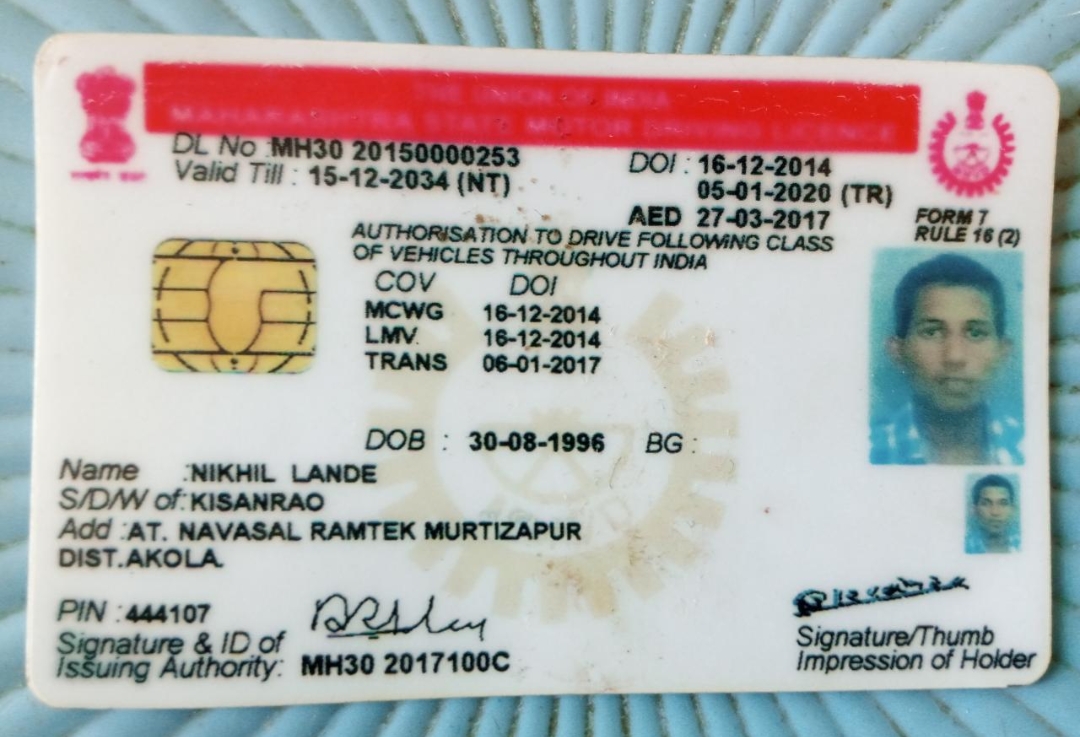 THE UNION OF INDIA
MAHARASHTRA STATE MOTOR DRIVING LICENCE
DL No : MH30 20150000253 DOI : 16-12-2014
Valid Till : 15-12-2034 (NT) 05-01-2020 (TR)
AED 27-03-2017
FORM 7
RULE 16 (2)
AUTHORISATION TO DRIVE FOLLOWING CLASS
OF VEHICLES THROUGHOUT INDIA
COV DOI
MCWG 16-12-2014
LMV 16-12-2014
TRANS 06-01-2017
DOB : 30-08-1996 BG :
Name : NIKHIL LANDE
S/D/W of : KISANRAO
Add : AT. NAVASAL RAMTEK MURTIZAPUR
DIST.AKOLA.
PIN : 444107
Signature & ID of
Issuing Authority: MH30 2017100C
Signature/Thumb
Impression of Holder